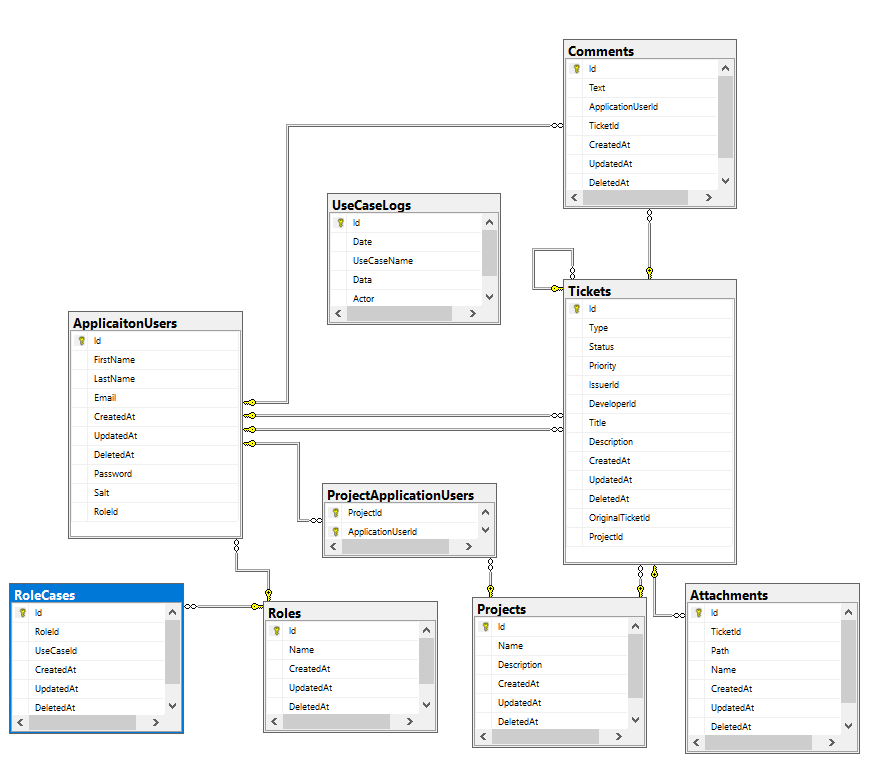 Comments
Id
Text
ApplicationUserId
TicketId
CreatedAt
UpdatedAt
DeletedAt
UseCaseLogs
Id
Date
UseCaseName
Data
Actor
Tickets
Id
Type
Status
Priority
IssuerId
DeveloperId
Title
Description
CreatedAt
UpdatedAt
DeletedAt
OriginalTicketId
ProjectId
ApplicaitonUsers
Id
FirstName
LastName
Email
CreatedAt
UpdatedAt
DeletedAt
Password
Salt
RoleId
ProjectApplicationUsers
ProjectId
ApplicationUserId
RoleCases
Id
RoleId
UseCaseId
CreatedAt
UpdatedAt
DeletedAt
Roles
Id
Name
CreatedAt
UpdatedAt
DeletedAt
Projects
Id
Name
Description
CreatedAt
UpdatedAt
DeletedAt
Attachments
Id
TicketId
Path
Name
CreatedAt
UpdatedAt
DeletedAt